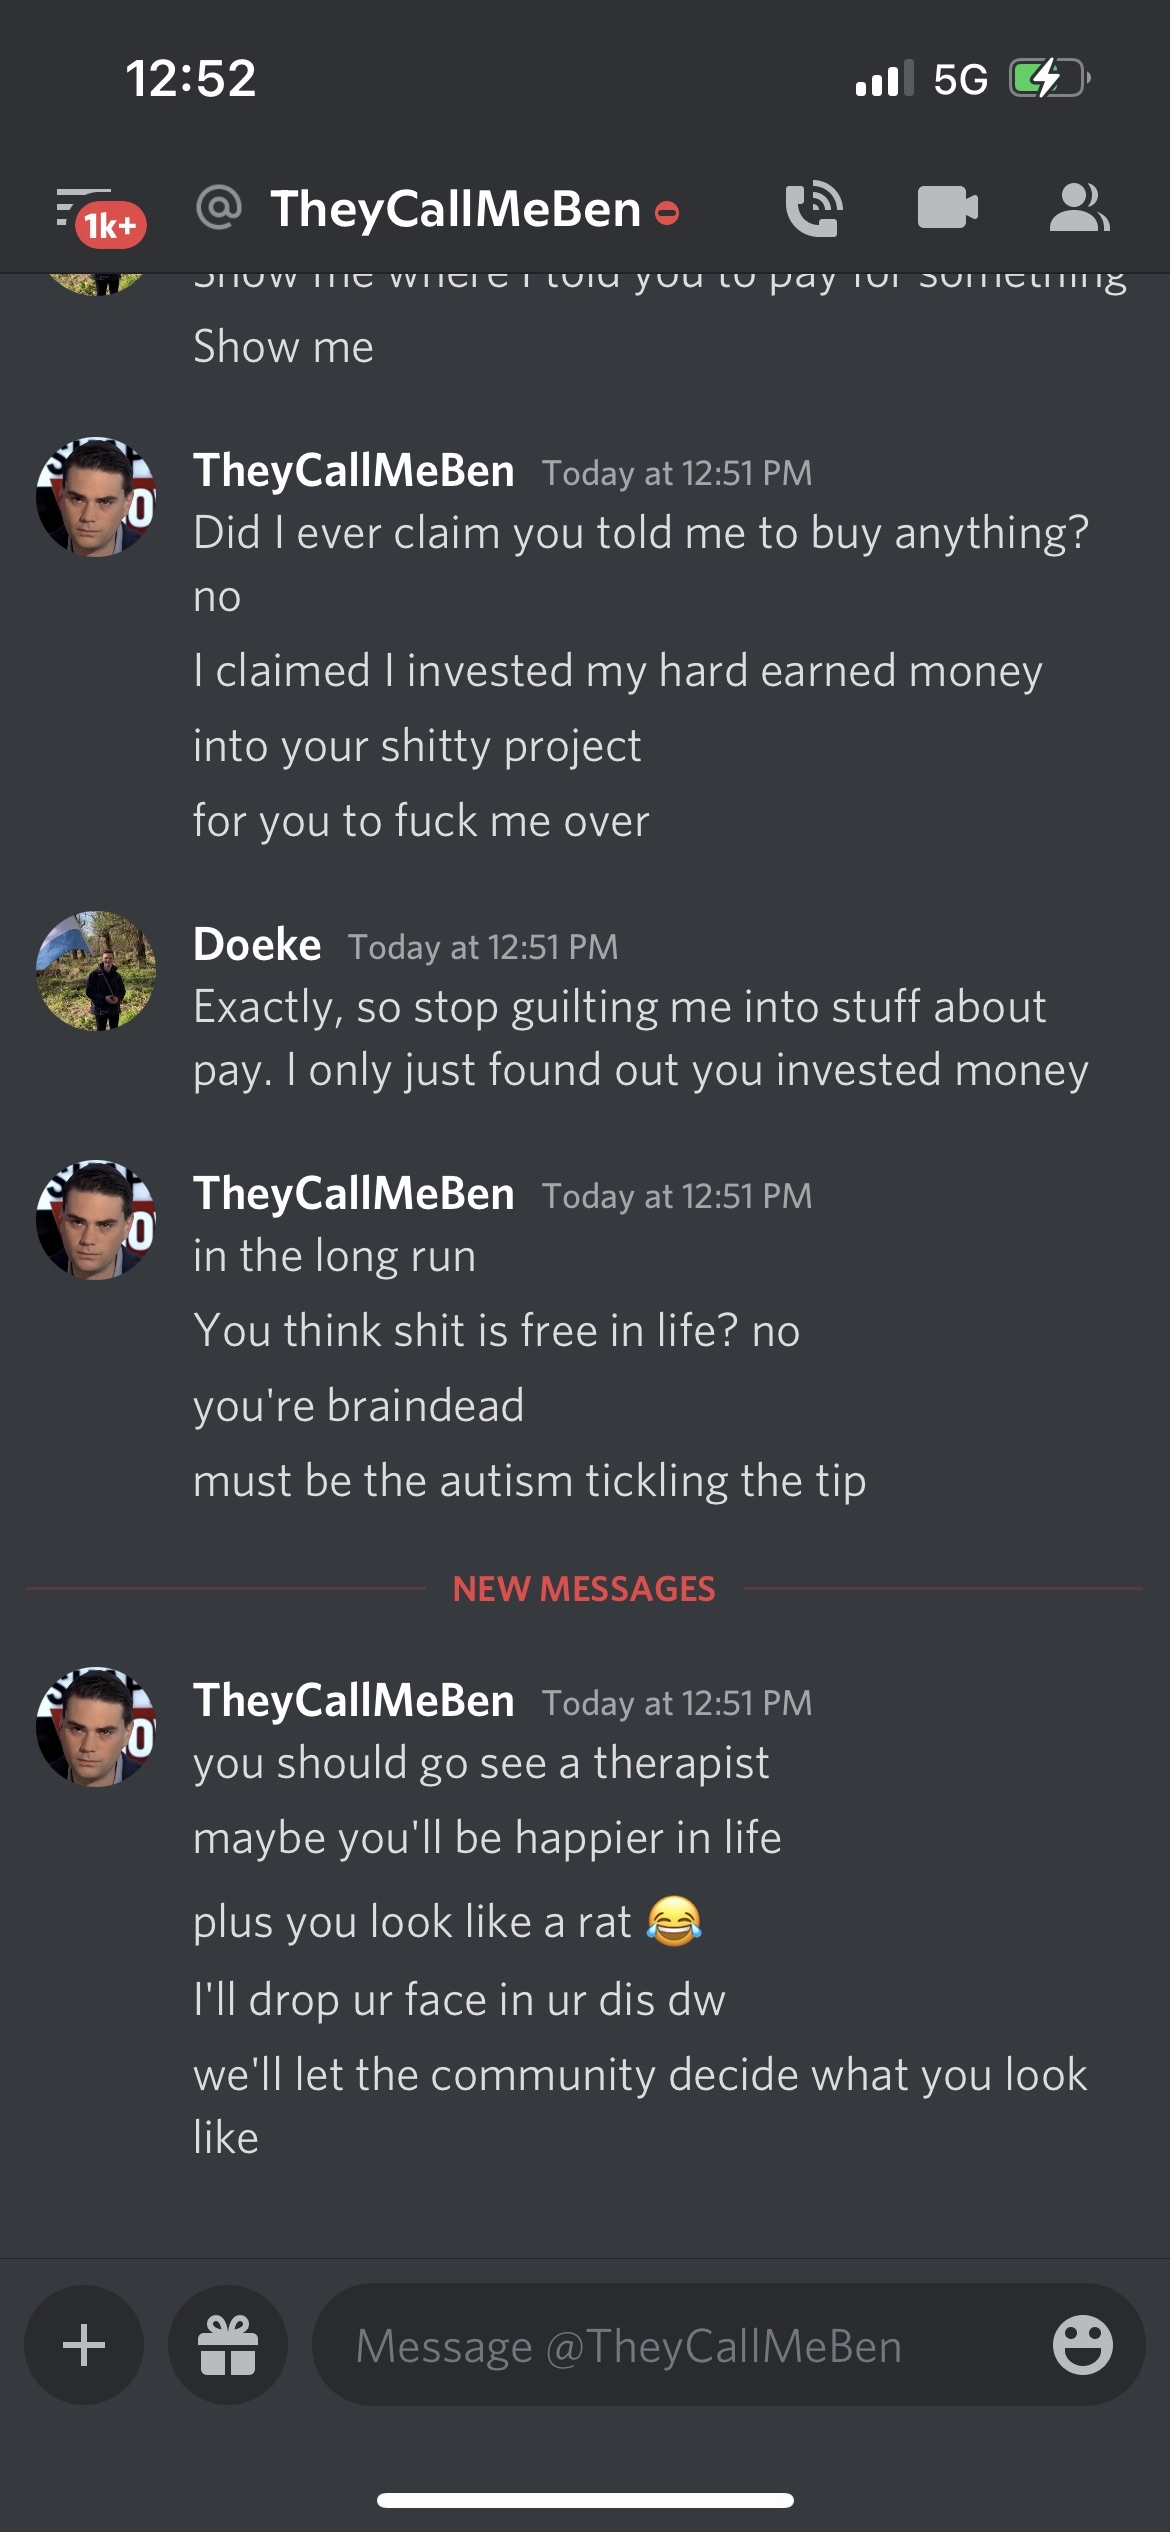 12:52
5G
1k+
@ TheyCallMeBen
Show me where I told you to pay for something
Show me
TheyCallMeBen Today at 12:51 PM
Did I ever claim you told me to buy anything?
no
I claimed I invested my hard earned money
into your shitty project
for you to fuck me over
Doeke Today at 12:51 PM
Exactly, so stop guilting me into stuff about
pay. I only just found out you invested money
TheyCallMeBen Today at 12:51 PM
in the long run
You think shit is free in life? no
you're braindead
must be the autism tickling the tip
NEW MESSAGES
TheyCallMeBen Today at 12:51 PM
you should go see a therapist
maybe you'll be happier in life
plus you look like a rat 😂
I'll drop ur face in ur dis dw
we'll let the community decide what you look
like
Message @TheyCallMeBen